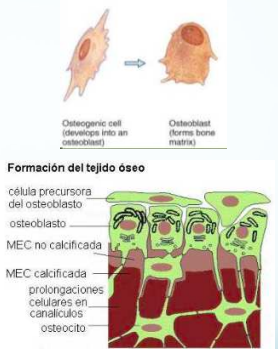 Osteogenic cell
(develops into an
osteoblast)
Osteoblast
(forms bone
matrix)
Formación del tejido óseo
célula precursora
del osteoblasto
osteoblasto
MEC no calcificada
MEC calcificada
prolongaciones
celulares en
canalículos
osteocito